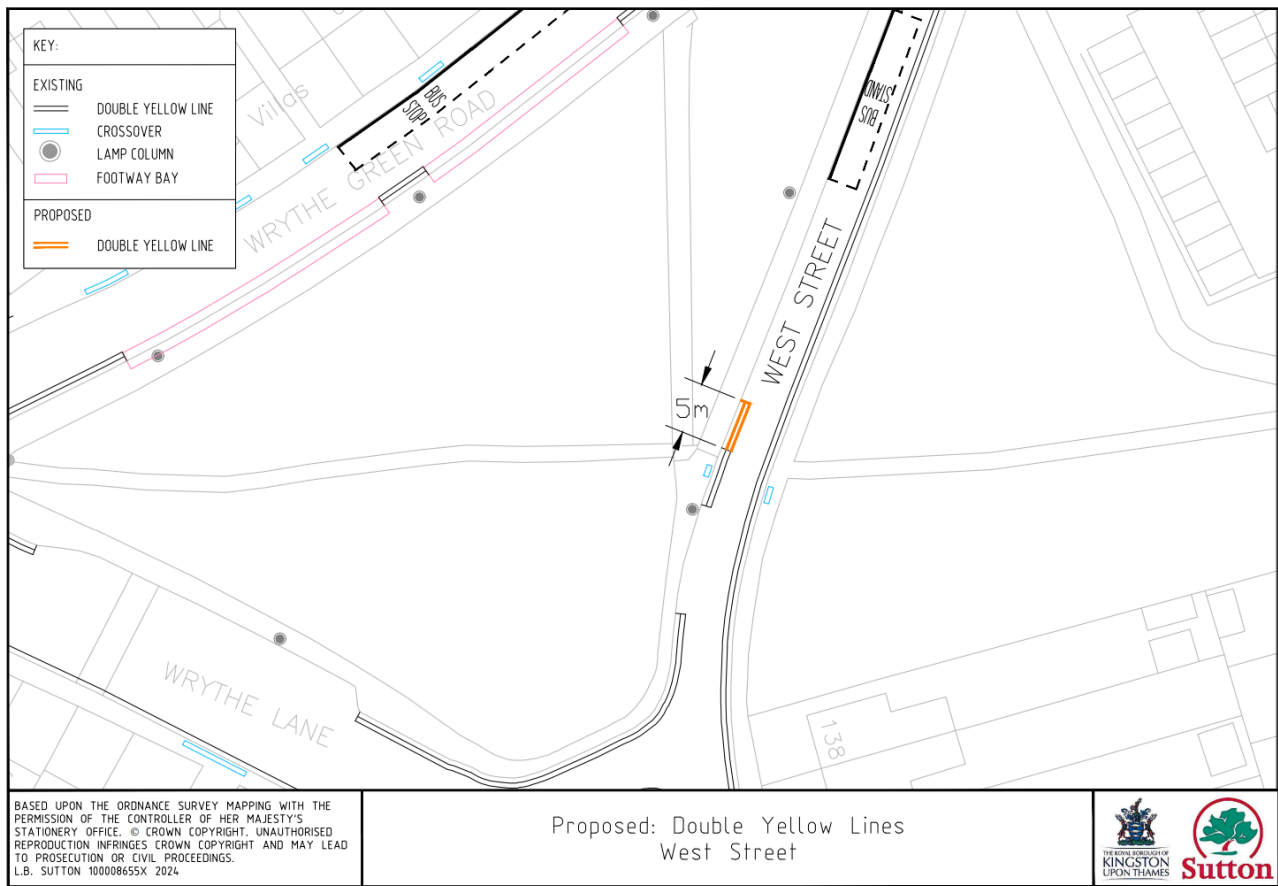 KEY:
EXISTING
DOUBLE YELLOW LINE
CROSSOVER
LAMP COLUMN
FOOTWAY BAY
PROPOSED
DOUBLE YELLOW LINE
Villas
BUS
STOP
WRYTHE GREEN ROAD
BUS
STAND
WEST STREET
5m
WRYTHE LANE
138
BASED UPON THE ORDNANCE SURVEY MAPPING WITH THE
PERMISSION OF THE CONTROLLER OF HER MAJESTY'S
STATIONERY OFFICE. © CROWN COPYRIGHT. UNAUTHORISED
REPRODUCTION INFRINGES CROWN COPYRIGHT AND MAY LEAD
TO PROSECUTION OR CIVIL PROCEEDINGS.
L.B. SUTTON 100008655X 2024
Proposed: Double Yellow Lines
West Street
THE ROYAL BOROUGH OF
KINGSTON
UPON THAMES
Sutton